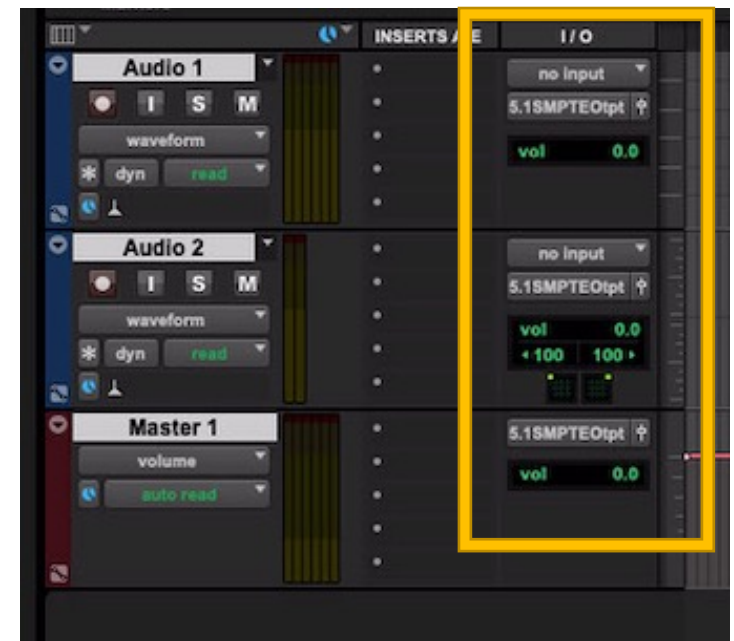 INSERTS A-E I/O
Audio 1
no input
I S M
5.1SMPTEOtpt
waveform
vol 0.0
dyn read
Audio 2
no input
I S M
5.1SMPTEOtpt
waveform
vol 0.0
dyn read
100 100
Master 1
5.1SMPTEOtpt
volume
vol 0.0
auto read